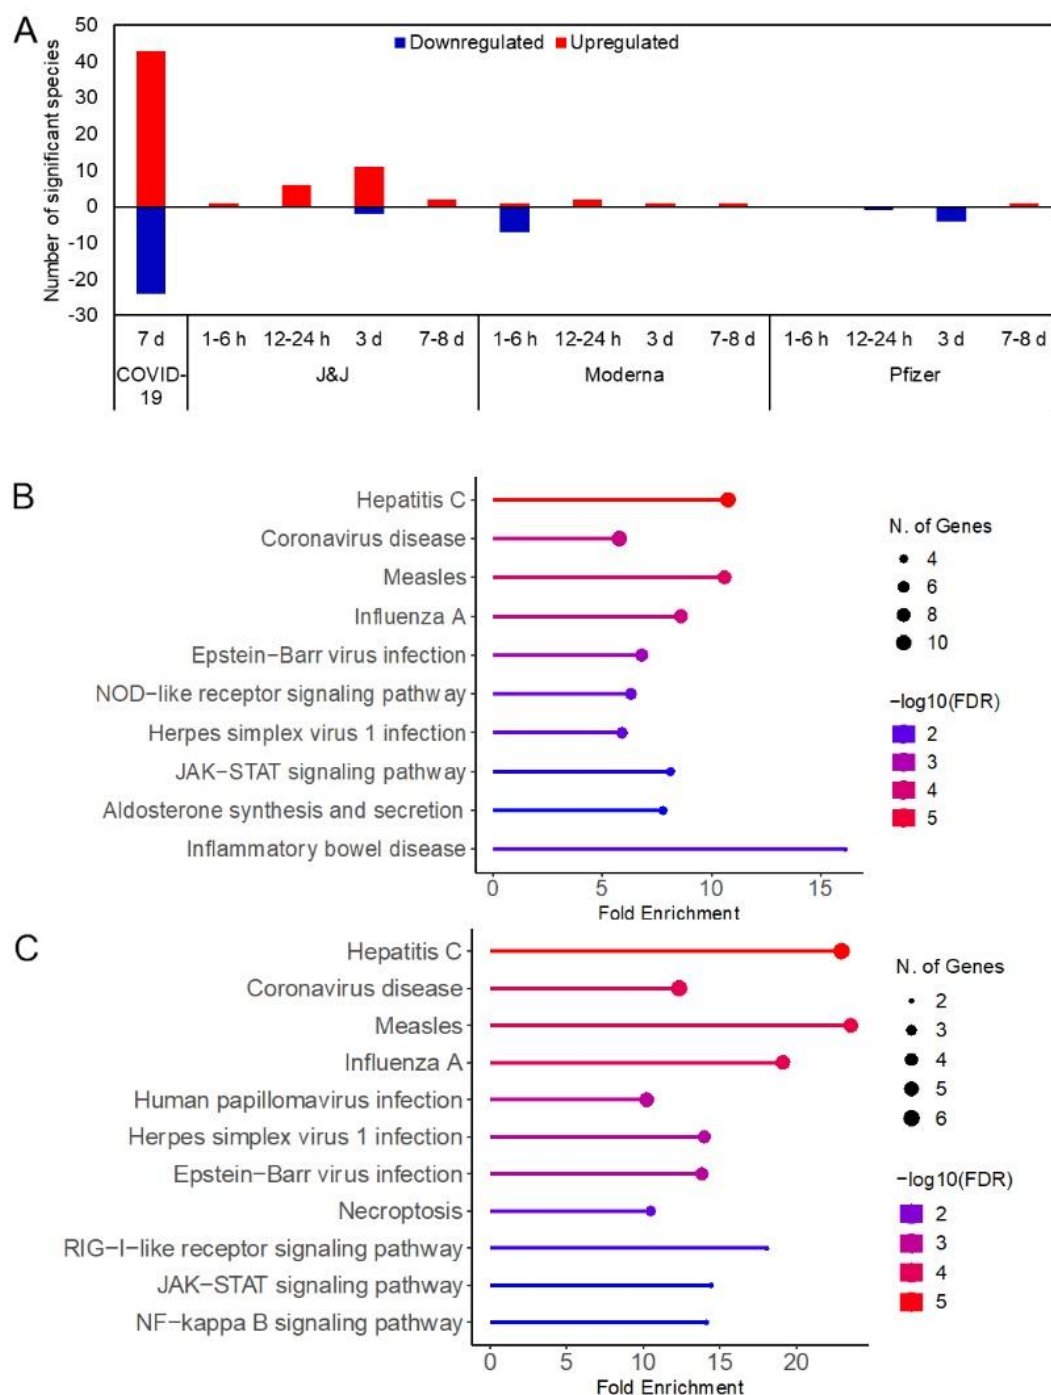 A
Number of significant species
50
40
30
20
10
0
-10
-20
-30
Downregulated Upregulated
7 d 1-6 h 12-24 h 3 d 7-8 d 1-6 h 12-24 h 3 d 7-8 d 1-6 h 12-24 h 3 d 7-8 d
COVID-19 J&J Moderna Pfizer
B
Hepatitis C
Coronavirus disease
Measles
Influenza A
Epstein−Barr virus infection
NOD−like receptor signaling pathway
Herpes simplex virus 1 infection
JAK−STAT signaling pathway
Aldosterone synthesis and secretion
Inflammatory bowel disease
0 5 10 15
Fold Enrichment
N. of Genes
4
6
8
10
−log10(FDR)
2
3
4
5
C
Hepatitis C
Coronavirus disease
Measles
Influenza A
Human papillomavirus infection
Herpes simplex virus 1 infection
Epstein−Barr virus infection
Necroptosis
RIG−I−like receptor signaling pathway
JAK−STAT signaling pathway
NF−kappa B signaling pathway
0 5 10 15 20
Fold Enrichment
N. of Genes
2
3
4
5
6
−log10(FDR)
2
3
4
5